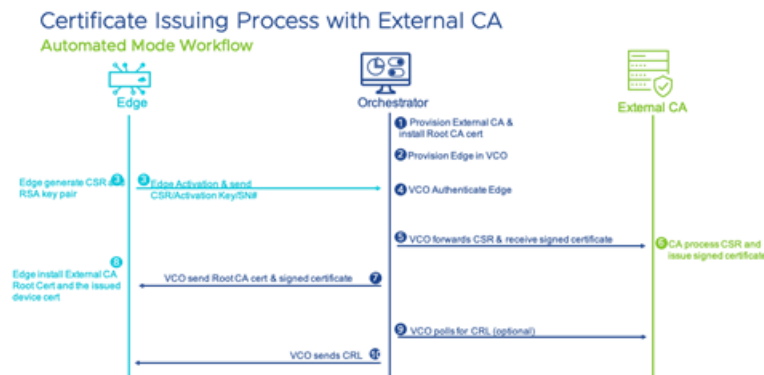 Certificate Issuing Process with External CA
Automated Mode Workflow
Edge
Orchestrator
External CA
1 Provision External CA &
install Root CA cert
2 Provision Edge in VCO
3
Edge generate CSR
RSA key pair
3 Edge Activation & send
CSR/Activation Key/SN#
4 VCO Authenticate Edge
5 VCO forwards CSR & receive signed certificate
6 CA process CSR and
issue signed certificate
7
VCO send Root CA cert & signed certificate
8
Edge install External CA
Root Cert and the issued
device cert
9 VCO polls for CRL (optional)
VCO sends CRL 10